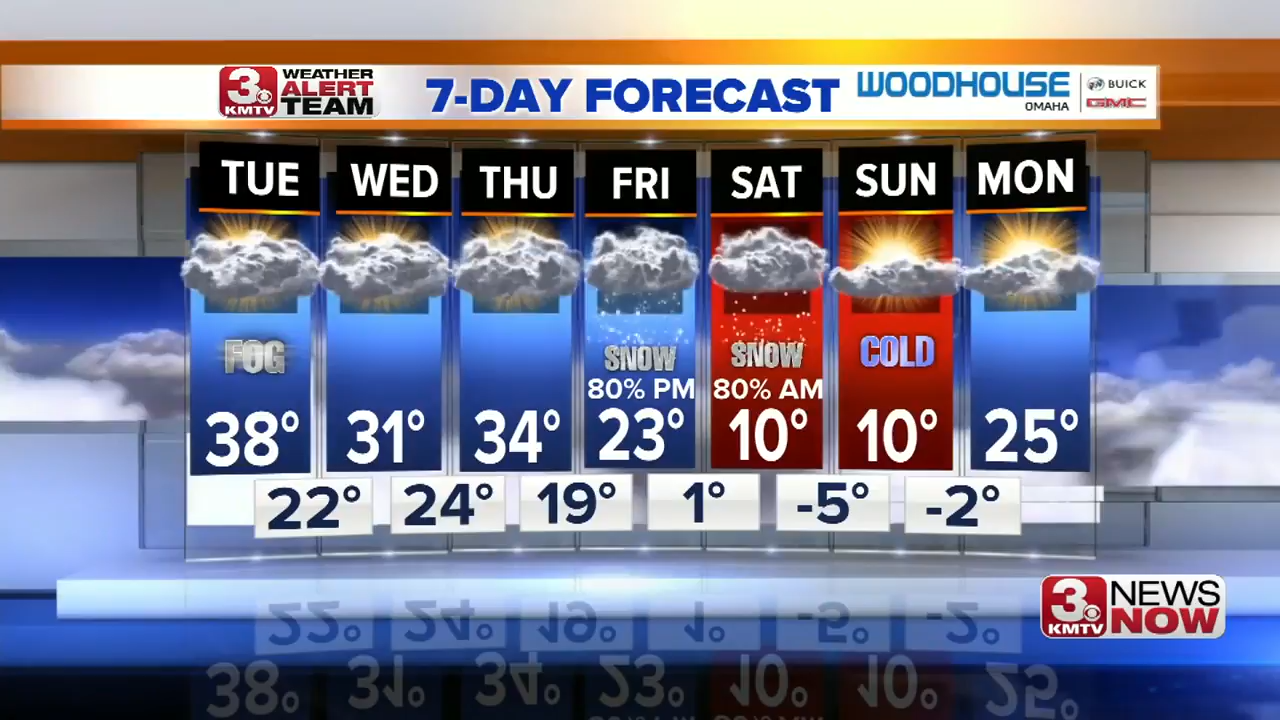 3 KMTV WEATHER ALERT TEAM
7-DAY FORECAST
WOODHOUSE OMAHA
BUICK
GMC
TUE WED THU FRI SAT SUN MON
FOG SNOW SNOW COLD
80% PM 80% AM
38° 31° 34° 23° 10° 10° 25°
22° 24° 19° 1° -5° -2°
3 KMTV NEWS NOW